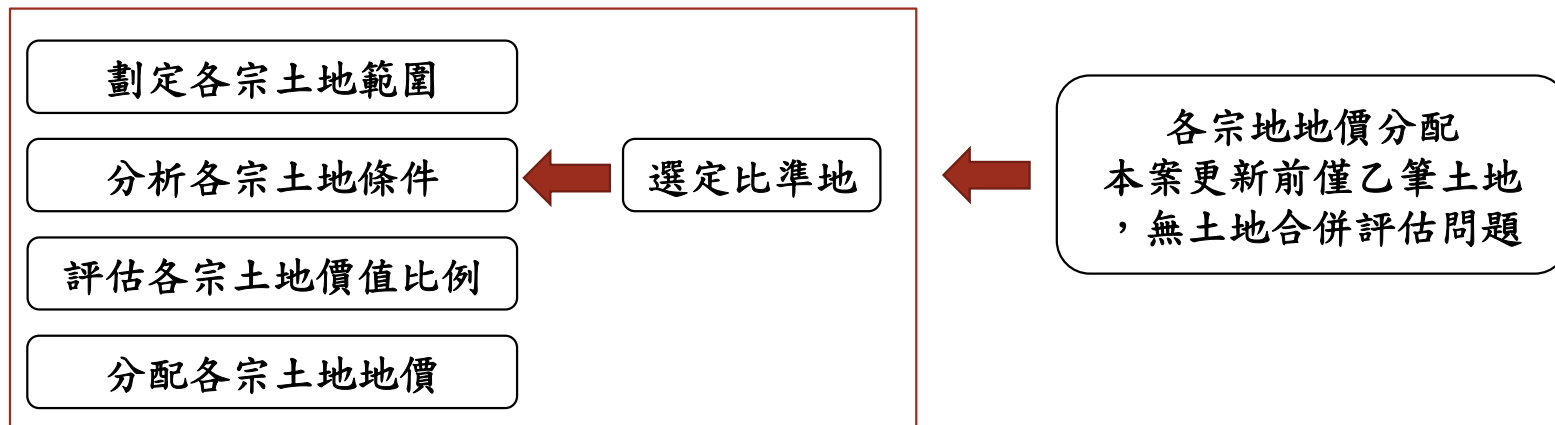 劃定各宗土地範圍
分析各宗土地條件
評估各宗土地價值比例
分配各宗土地地價
選定比準地
各宗地地價分配
本案更新前僅乙筆土地
，無土地合併評估問題